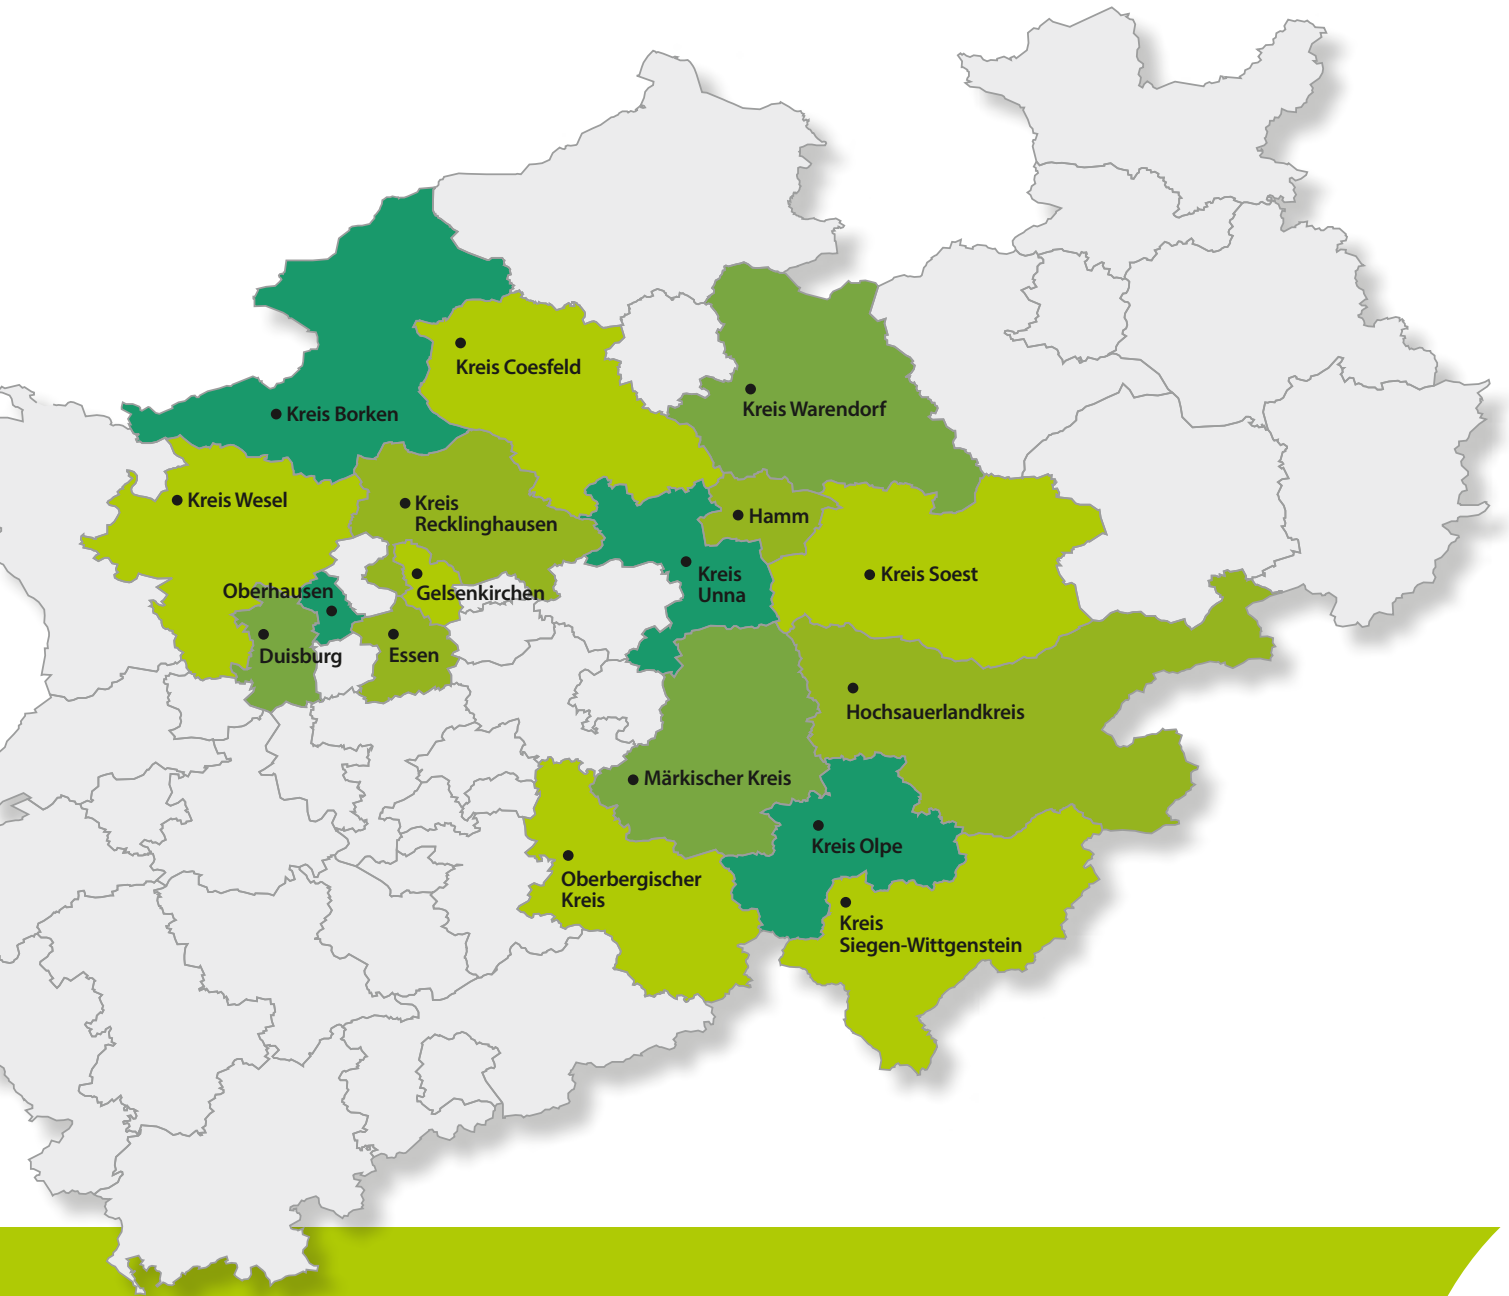 Kreis Coesfeld
Kreis Borken
Kreis Warendorf
Kreis Wesel
Kreis
Recklinghausen
Hamm
Kreis
Unna
Kreis Soest
Oberhausen
Gelsenkirchen
Duisburg
Essen
Hochsauerlandkreis
Märkischer Kreis
Kreis Olpe
Oberbergischer
Kreis
Kreis
Siegen-Wittgenstein